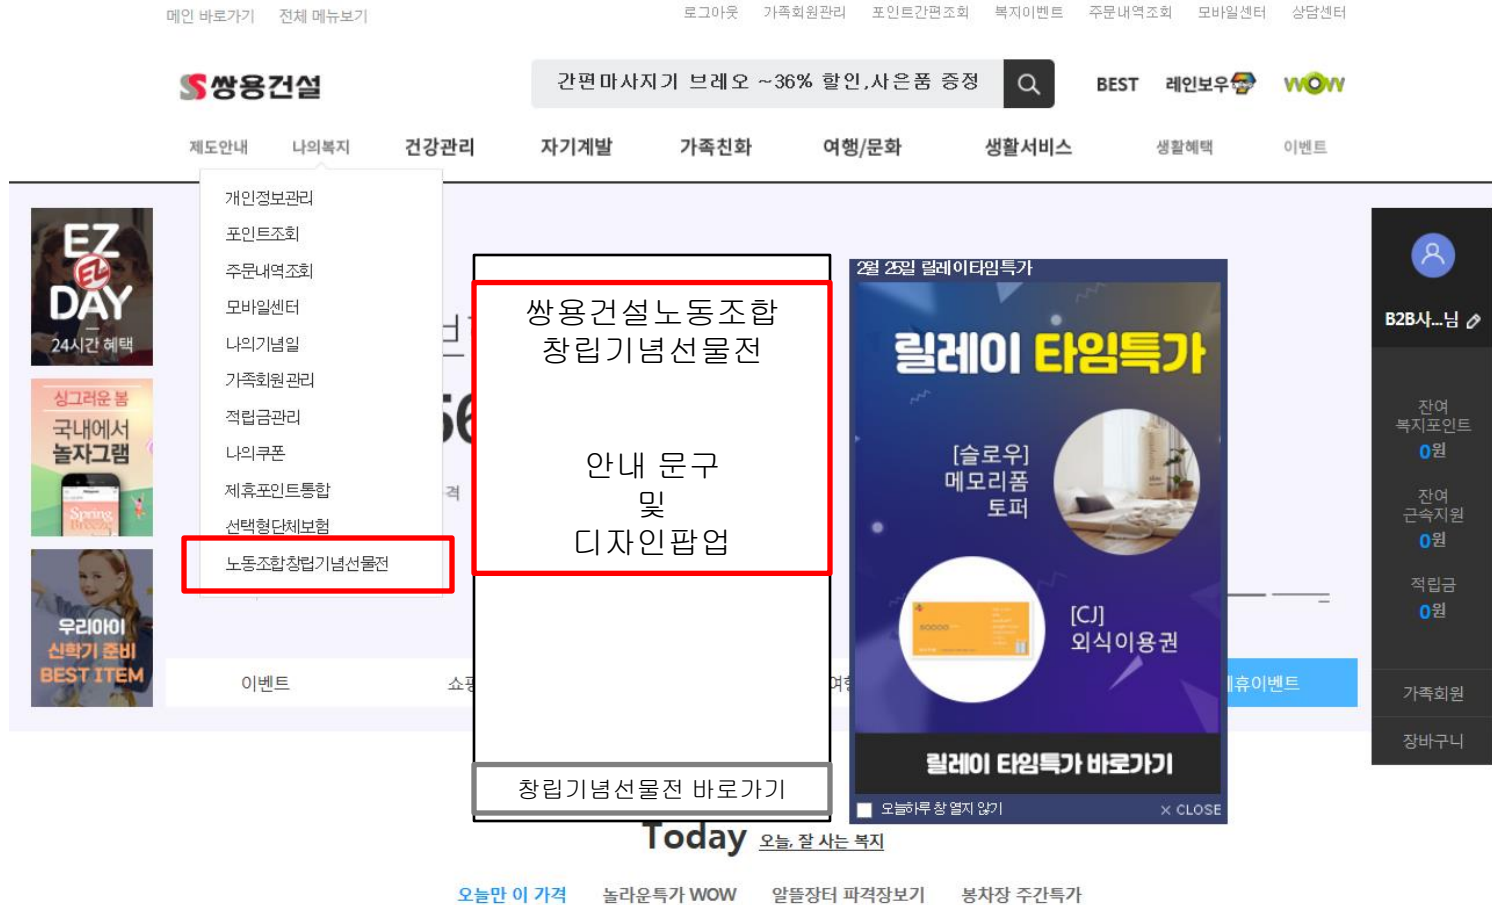 메인 바로가기 전체 메뉴보기
로그아웃 가족회원관리 포인트간편조회 복지이벤트 주문내역조회 모바일센터 상담센터
쌍용건설
간편마사지기 브레오 ~36% 할인,사은품 증정
BEST 레인보우 WOW
제도안내 나의복지 건강관리 자기계발 가족친화 여행/문화 생활서비스 생활혜택 이벤트
개인정보관리
포인트조회
주문내역조회
모바일센터
나의기념일
가족회원관리
적립금관리
나의쿠폰
제휴포인트통합
선택형단체보험
노동조합창립기념선물전
EZ
EZ
DAY
24시간 혜택
싱그러운 봄
국내에서
놀자그램
Spring
Breeze
우리아이
신학기 준비
BEST ITEM
격
쌍용건설노동조합
창립기념선물전
안내 문구
및
디자인팝업
창립기념선물전 바로가기
2월 25일 릴레이타임특가
릴레이 타임특가
[슬로우]
메모리폼
토퍼
50000
[CJ]
외식이용권
릴레이 타임특가 바로가기
오늘하루 창 열지 않기 × CLOSE
B2B사...님
잔여
복지포인트
0원
잔여
근속지원
0원
적립금
0원
가족회원
장바구니
이벤트
휴이벤트
Today 오늘, 잘 사는 복지
오늘만 이 가격 놀라운특가 WOW 알뜰장터 파격장보기 봉차장 주간특가